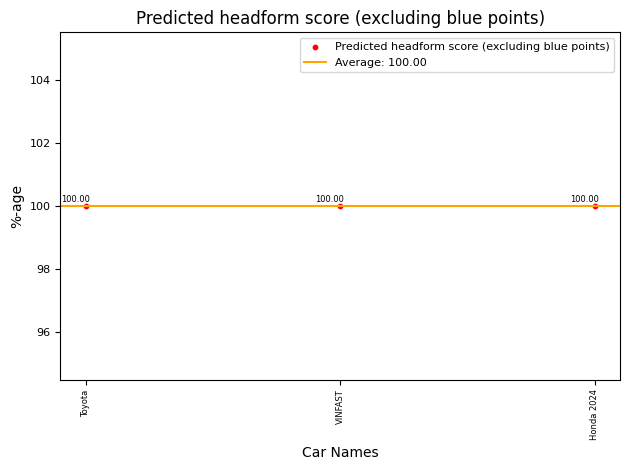 Predicted headform score (excluding blue points)
Predicted headform score (excluding blue points)
Average: 100.00
%-age
104
102
100
98
96
100.00 100.00 100.00
Toyota VINFAST Honda 2024
Car Names